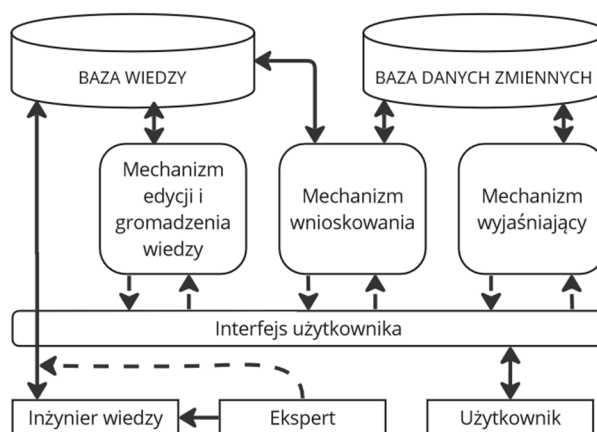 BAZA WIEDZY
BAZA DANYCH ZMIENNYCH
Mechanizm
edycji i
gromadzenia
wiedzy
Mechanizm
wnioskowania
Mechanizm
wyjaśniający
Interfejs użytkownika
Inżynier wiedzy
Ekspert
Użytkownik